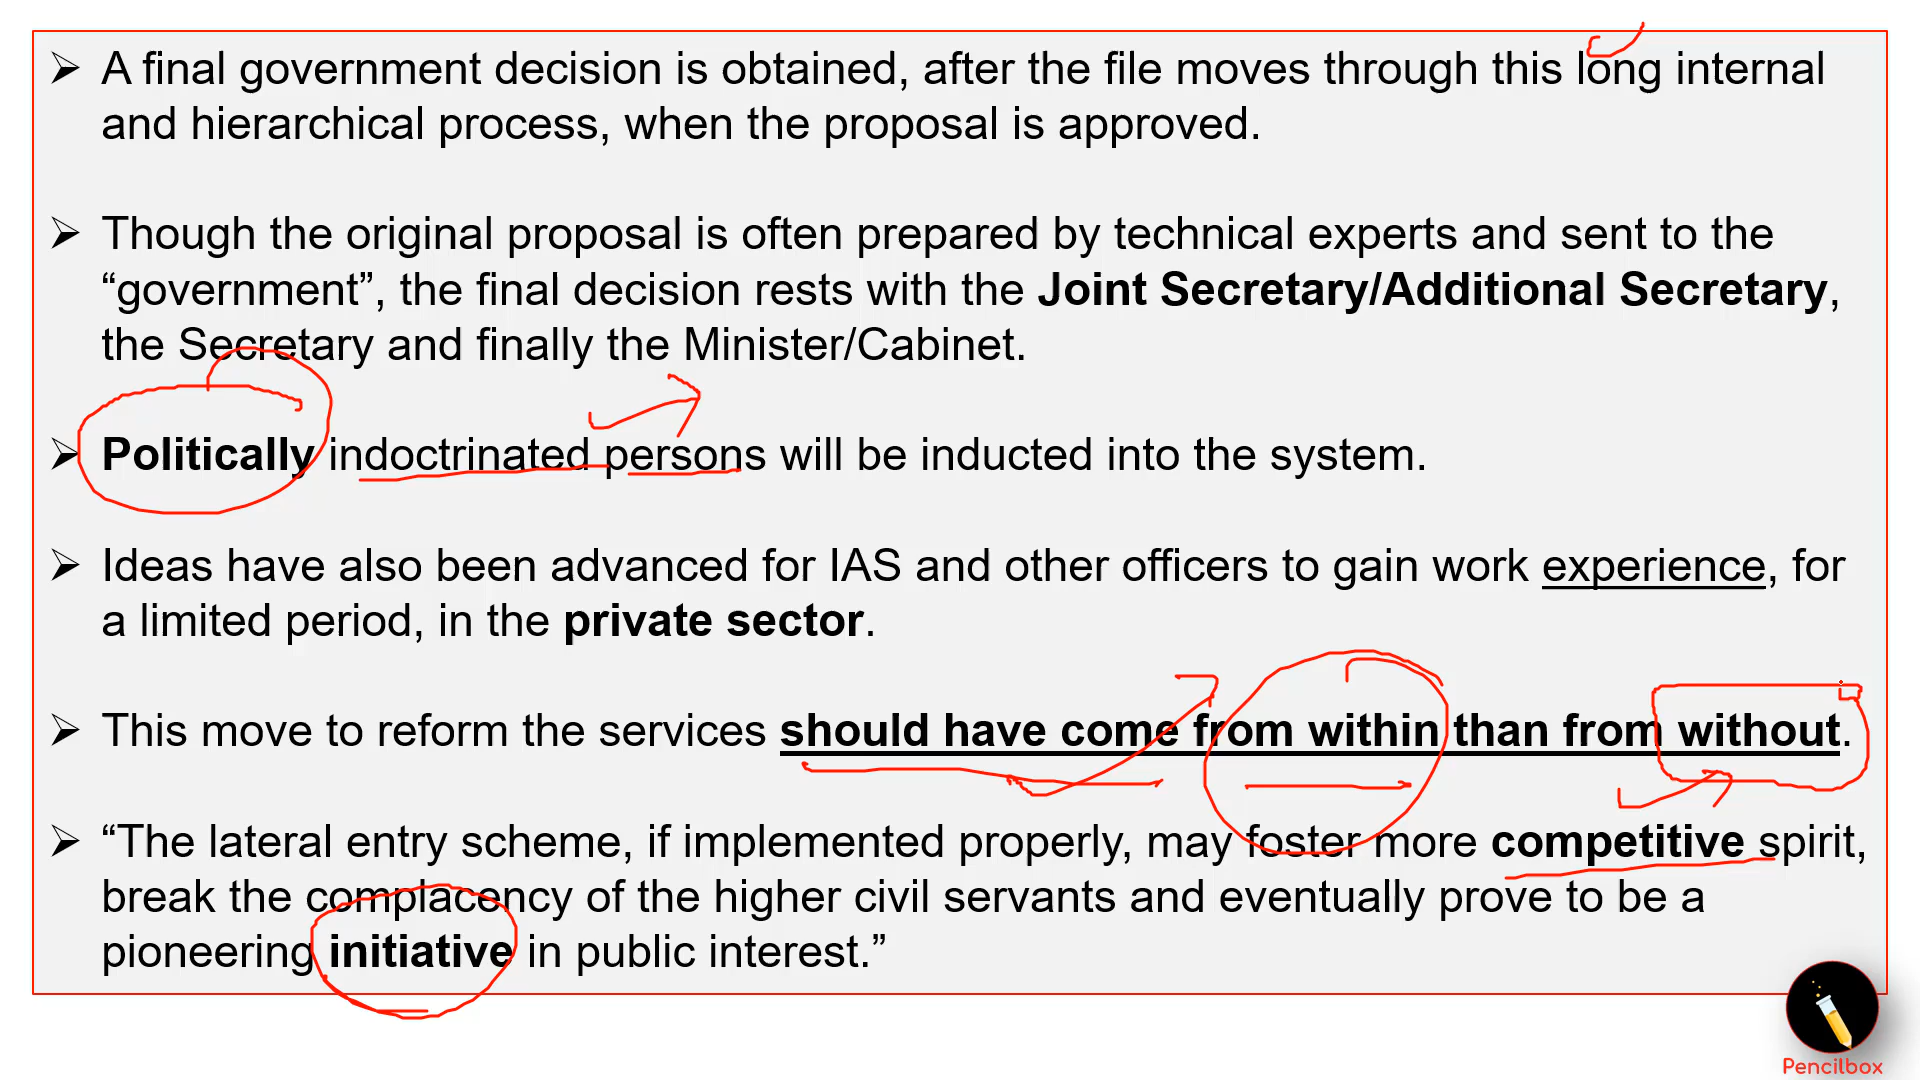 ➢ A final government decision is obtained, after the file moves through this long internal
and hierarchical process, when the proposal is approved.
➢ Though the original proposal is often prepared by technical experts and sent to the
“government”, the final decision rests with the Joint Secretary/Additional Secretary,
the Secretary and finally the Minister/Cabinet.
➢ Politically indoctrinated persons will be inducted into the system.
➢ Ideas have also been advanced for IAS and other officers to gain work experience, for
a limited period, in the private sector.
➢ This move to reform the services should have come from within than from without.
➢ “The lateral entry scheme, if implemented properly, may foster more competitive spirit,
break the complacency of the higher civil servants and eventually prove to be a
pioneering initiative in public interest.”
Pencilbox